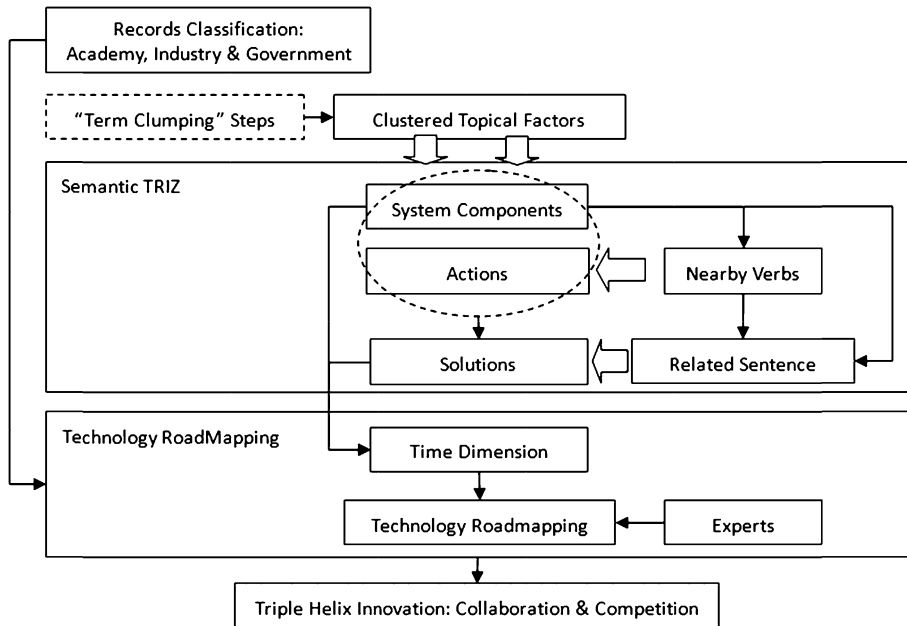 Records Classification:
Academy, Industry & Government
“Term Clumping” Steps
Clustered Topical Factors
Semantic TRIZ
System Components
Actions
Nearby Verbs
Solutions
Related Sentence
Technology RoadMapping
Time Dimension
Technology Roadmapping
Experts
Triple Helix Innovation: Collaboration & Competition